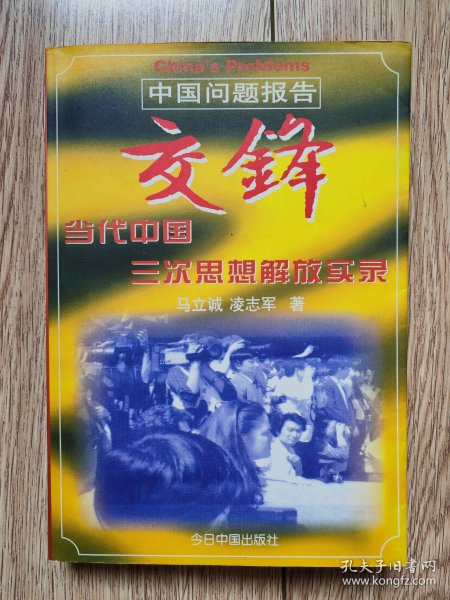 China's Problems
中国问题报告
交鋒
当代中国
三次思想解放实录
马立诚 凌志军 著
今日中国出版社
孔夫子旧书网
www.kongfz.com